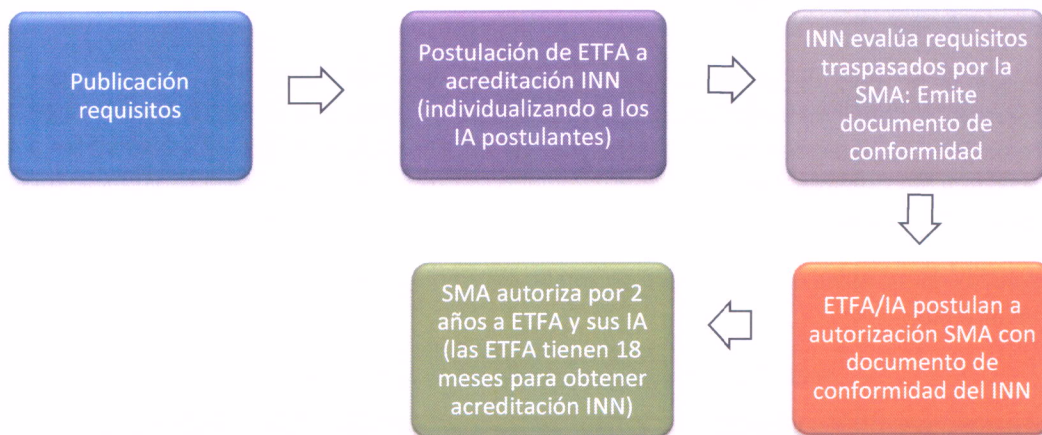 Publicación
requisitos
Postulación de ETFA a
acreditación INN
(individualizando a los
IA postulantes)
INN evalúa requisitos
traspasados por la
SMA: Emite
documento de
conformidad
ETFA/IA postulan a
autorización SMA con
documento de
conformidad del INN
SMA autoriza por 2
años a ETFA y sus IA
(las ETFA tienen 18
meses para obtener
acreditación INN)